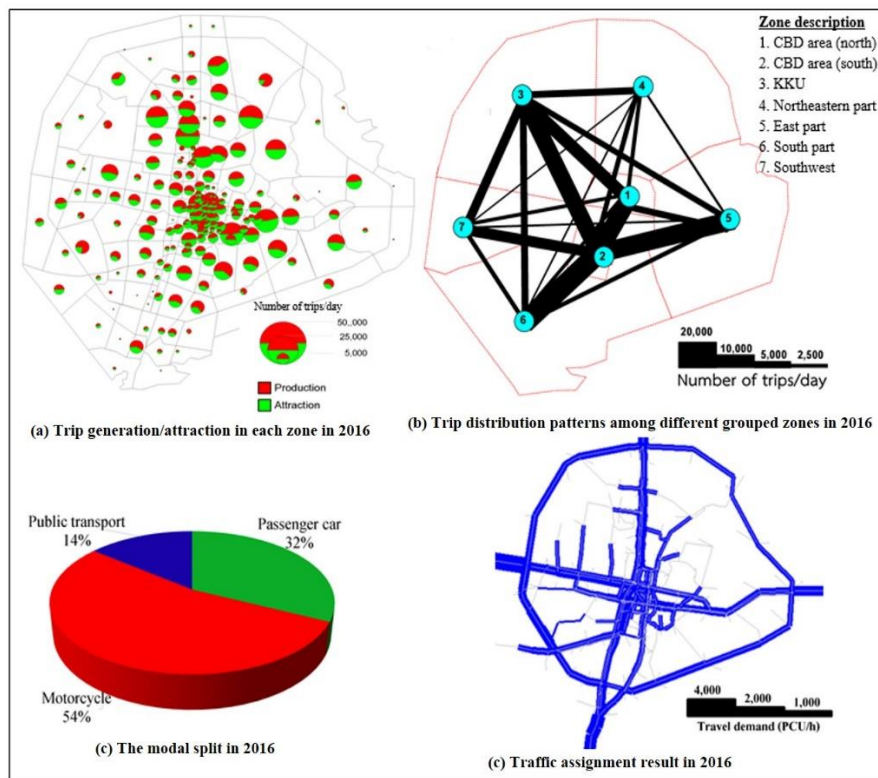 Number of trips/day
50,,000
25,000
5,000
Production
Attraction
(a) Trip generation/attraction in each zone in 2016
Zone description
1. CBD area (north)
2. CBD area (south)
3. KKU
4. Northeastern part
5. East part
6. South part
7. Southwest
3
4
1
5
7
2
6
20,000
10,000
5,000
2,500
Number of trips/day
(b) Trip distribution patterns among different grouped zones in 2016
Public transport
14%
Passenger car
32%
Motorcycle
54%
(c) The modal split in 2016
4,000
2,000
1,000
Travel demand (PCU/h)
(c) Traffic assignment result in 2016